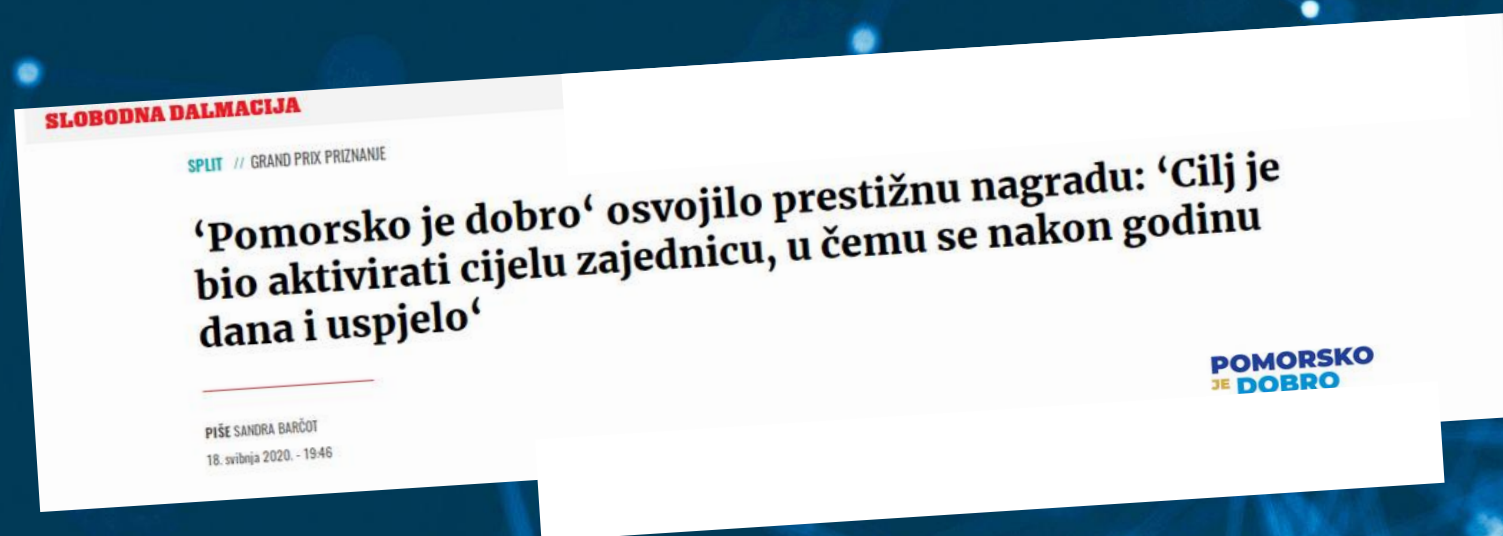 SLOBODNA DALMACIJA
SPLIT // GRAND PRIX PRIZNANJE
‘Pomorsko je dobro‘ osvojilo prestižnu nagradu: ‘Cilj je
bio aktivirati cijelu zajednicu, u čemu se nakon godinu
dana i uspjelo‘
POMORSKO
JE DOBRO
PIŠE SANDRA BARČOT
18. svibnja 2020. - 19:46